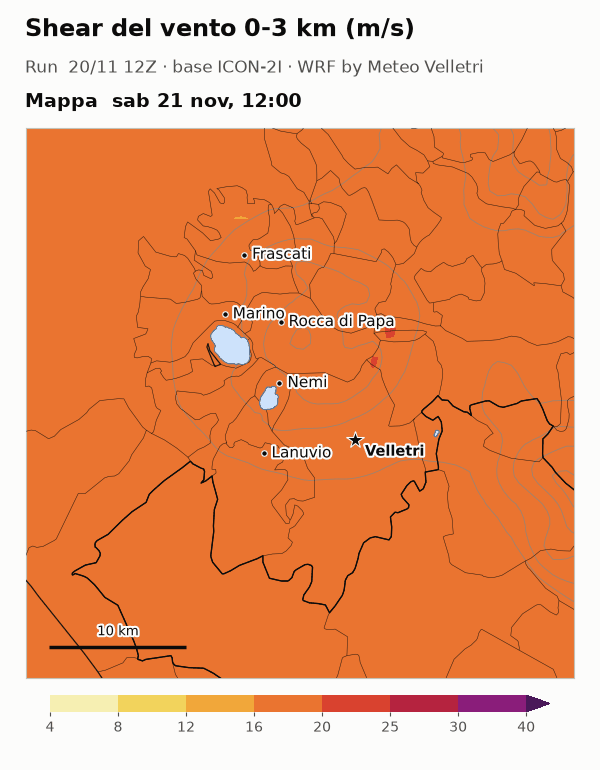 Shear del vento 0-3 km (m/s)
Run  20/11 12Z · base ICON-2I · WRF by Meteo Velletri
Mappa  sab 21 nov, 12:00
Frascati
Marino
Rocca di Papa
Nemi
Velletri
Lanuvio
10 km
4 8 12 16 20 25 30 40